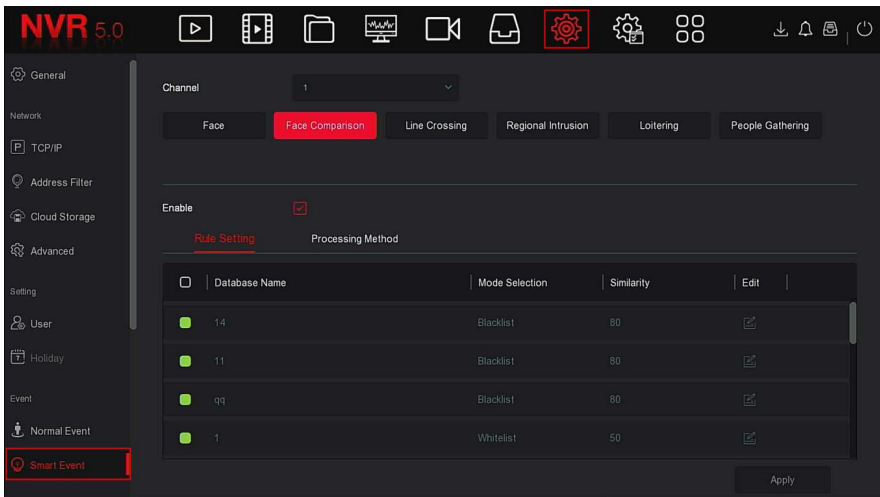 NVR 5.0
General
Network
TCP/IP
Address Filter
Cloud Storage
Advanced
Setting
User
Holiday
Event
Normal Event
Smart Event
Channel 1
Face Face Comparison Line Crossing Regional Intrusion Loitering People Gathering
Enable
Rule Setting Processing Method
Database Name Mode Selection Similarity Edit
14 Blacklist 80
11 Blacklist 80
qq Blacklist 80
1 Whitelist 50
Apply